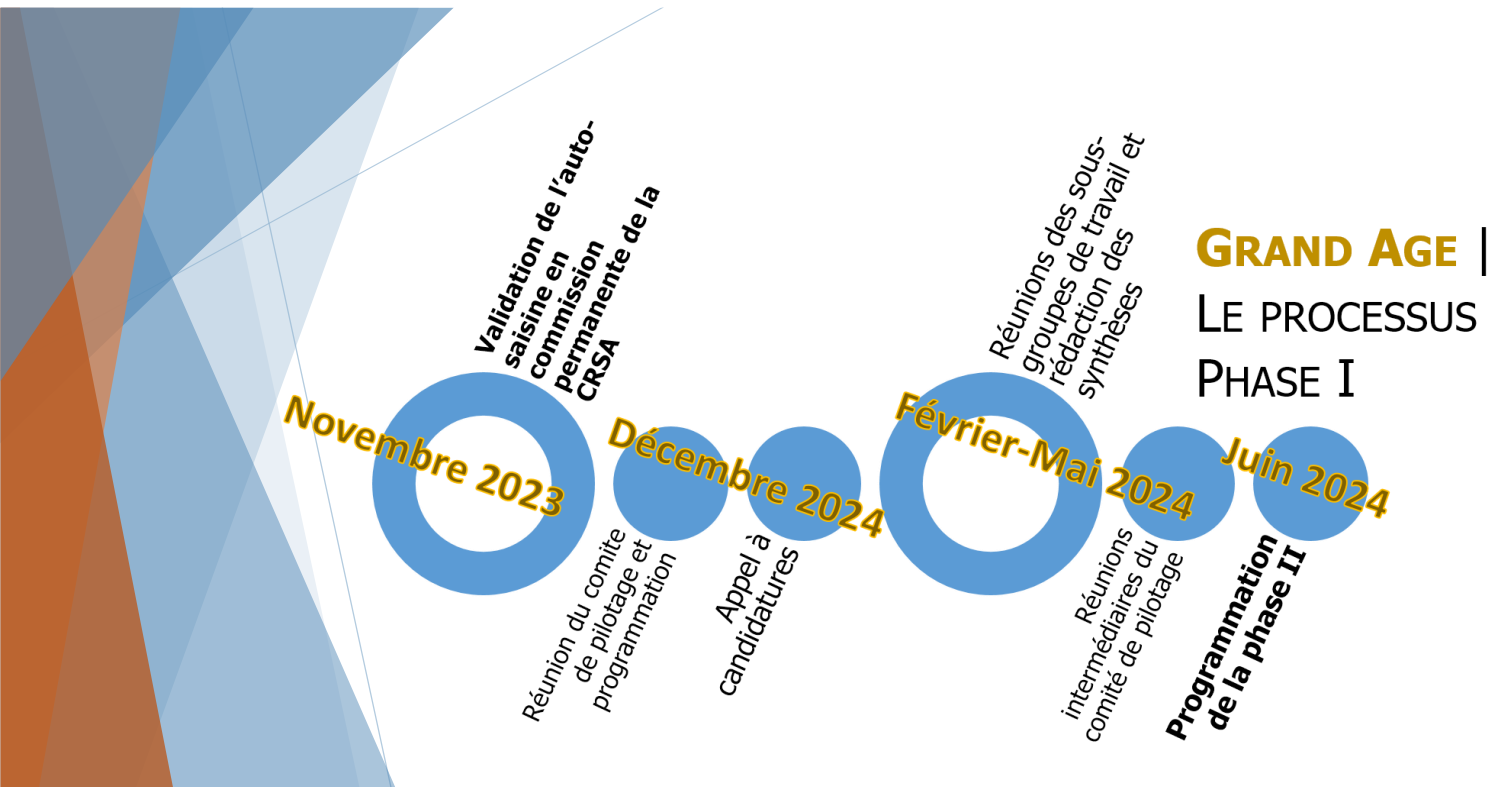 GRAND AGE |
LE PROCESSUS
PHASE I
Validation de l'auto-
saisine en
commission
permanente de la
CRSA
Novembre 2023
Réunion du comite
de pilotage et
programmation
Décembre 2024
Appel à
candidatures
Réunions des sous-
groupes de travail et
rédaction des
synthèses
Février-Mai 2024
Réunions
intermédiaires du
comité de pilotage
Juin 2024
Programmation
de la phase II